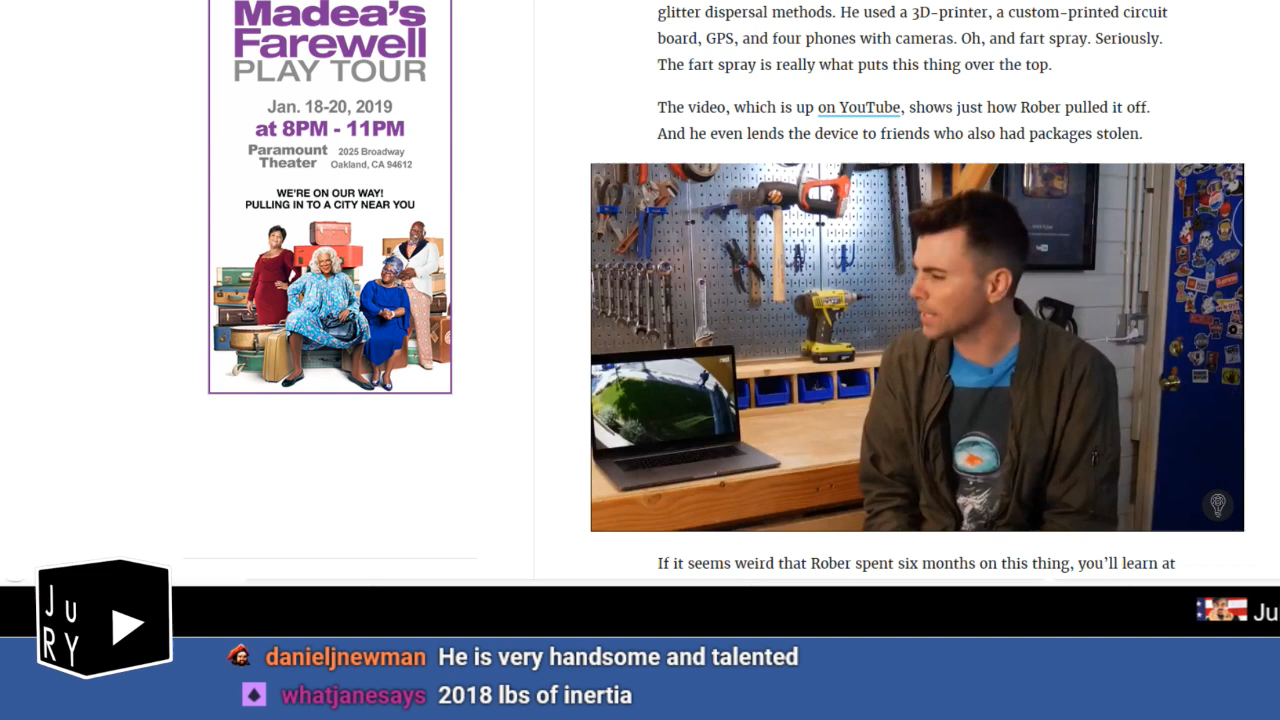 Madea's
Farewell
PLAY TOUR
Jan. 18-20, 2019
at 8PM - 11PM
Paramount
Theater
2025 Broadway
Oakland, CA 94612
WE'RE ON OUR WAY!
PULLING IN TO A CITY NEAR YOU
glitter dispersal methods. He used a 3D-printer, a custom-printed circuit
board, GPS, and four phones with cameras. Oh, and fart spray. Seriously.
The fart spray is really what puts this thing over the top.
The video, which is up on YouTube, shows just how Rober pulled it off.
And he even lends the device to friends who also had packages stolen.
If it seems weird that Rober spent six months on this thing, you'll learn at
JU
RY
Ju
danieljnewman He is very handsome and talented
whatjanesays 2018 lbs of inertia